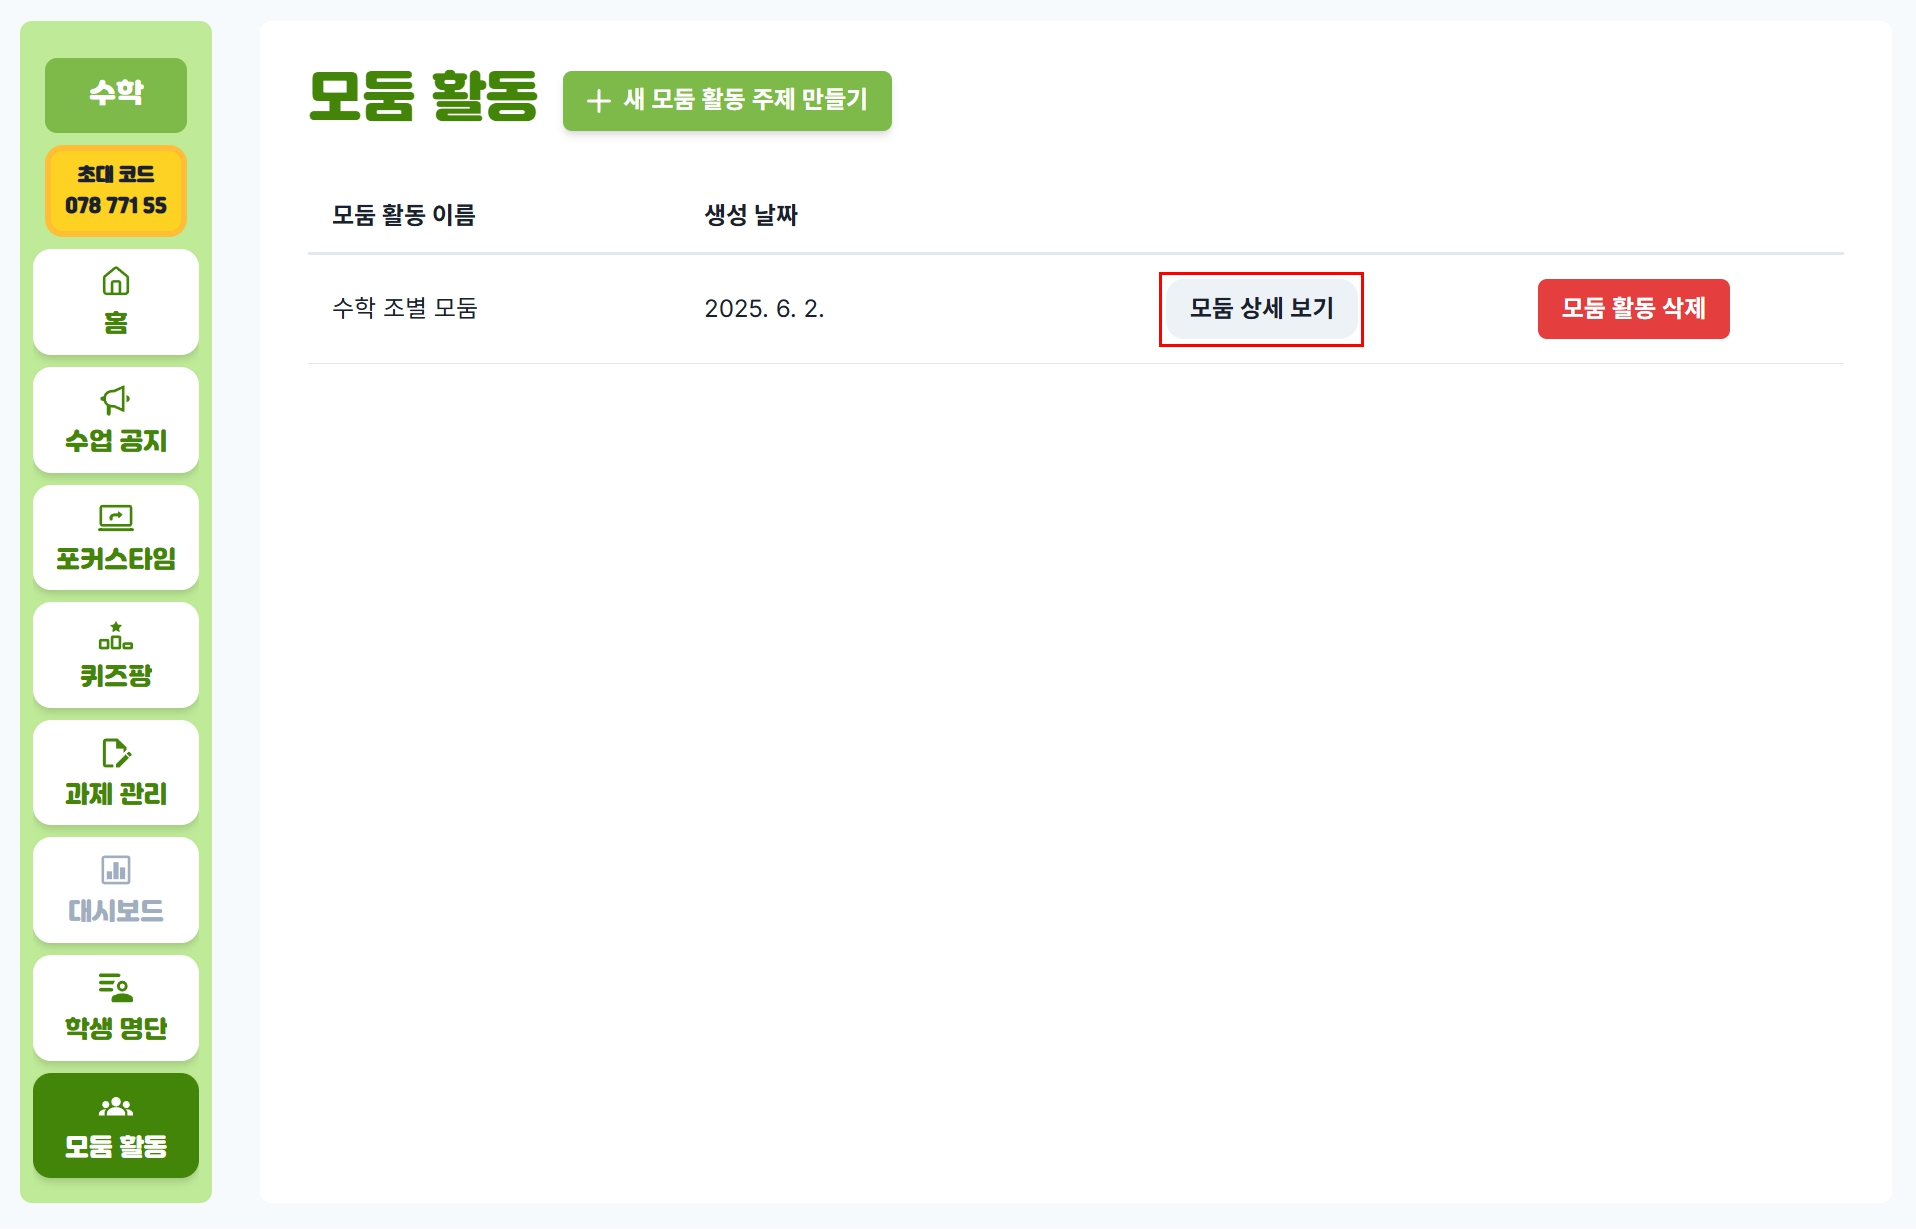 수학
초대 코드
078 771 55
홈
수업 공지
포커스타임
퀴즈팡
과제 관리
대시보드
학생 명단
모둠 활동
모둠 활동
새 모둠 활동 주제 만들기
모둠 활동 이름 생성 날짜
수학 조별 모둠 2025. 6. 2. 모둠 상세 보기 모둠 활동 삭제